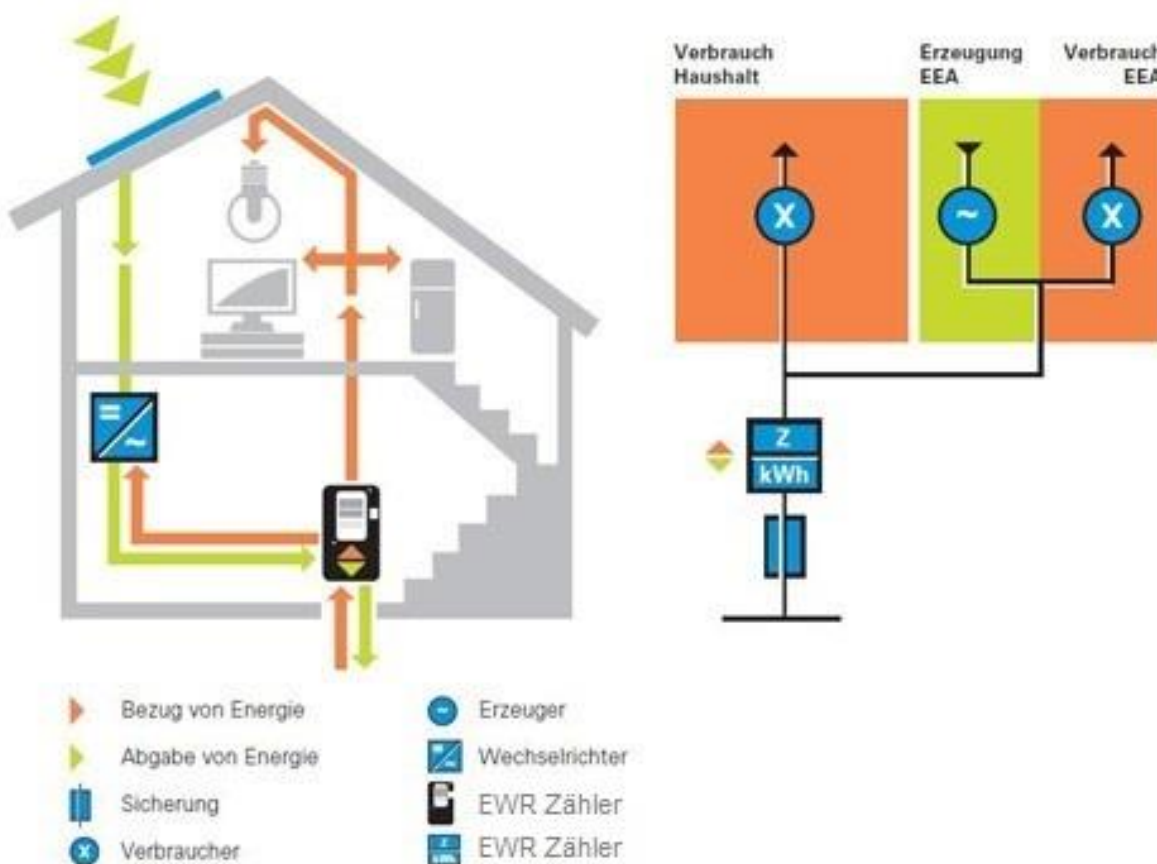 Verbrauch
Haushalt
Erzeugung
EEA
Verbrauch
EEA
X
~
X
Z
kWh
=
~
Bezug von Energie
Abgabe von Energie
Sicherung
X Verbraucher
~ Erzeuger
= ~ Wechselrichter
EWR Zähler
Z
kWh
EWR Zähler